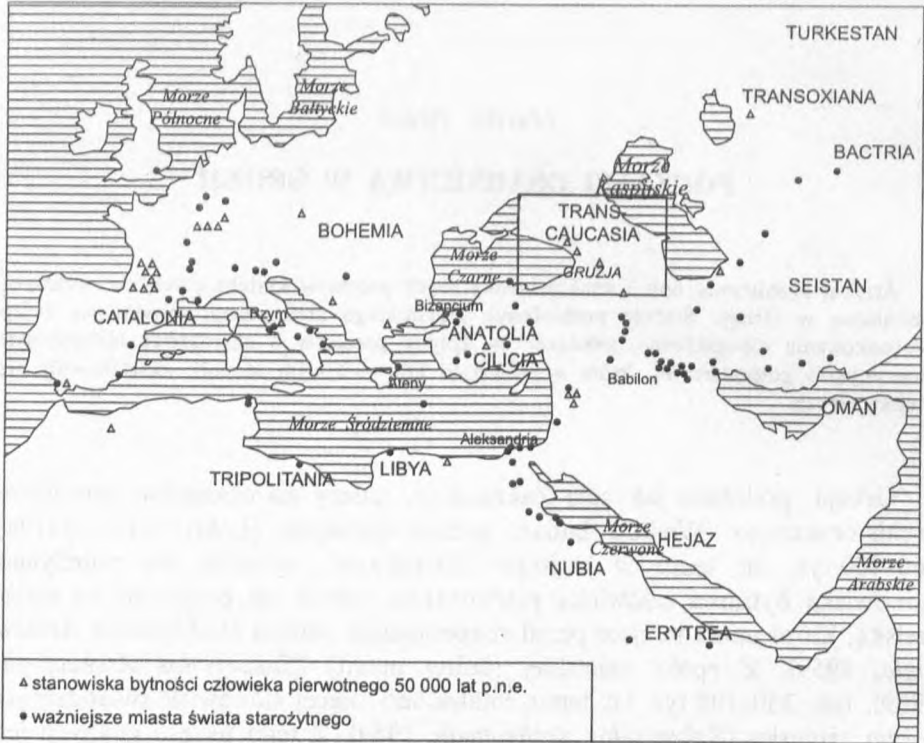 TURKESTAN
Morze
Północne
Morze
Bałtyckie
TRANSOXIANA
BACTRIA
Morze
Kaspijskie
BOHEMIA
TRANS
CAUCASIA
Morze
Czarne
GRUZJA
SEISTAN
CATALONIA
Rzym
Bizancjum
ANATOLIA
CILICIA
Ateny
Babilon
OMAN
Morze Śródziemne
Aleksandria
TRIPOLITANIA
LIBYA
Morze
Czerwone
HEJAZ
NUBIA
Morze
Arabskie
ERYTREA
stanowiska bytności człowieka pierwotnego 10000 lat p.n.e.
ważniejsze miasta świata starożytnego